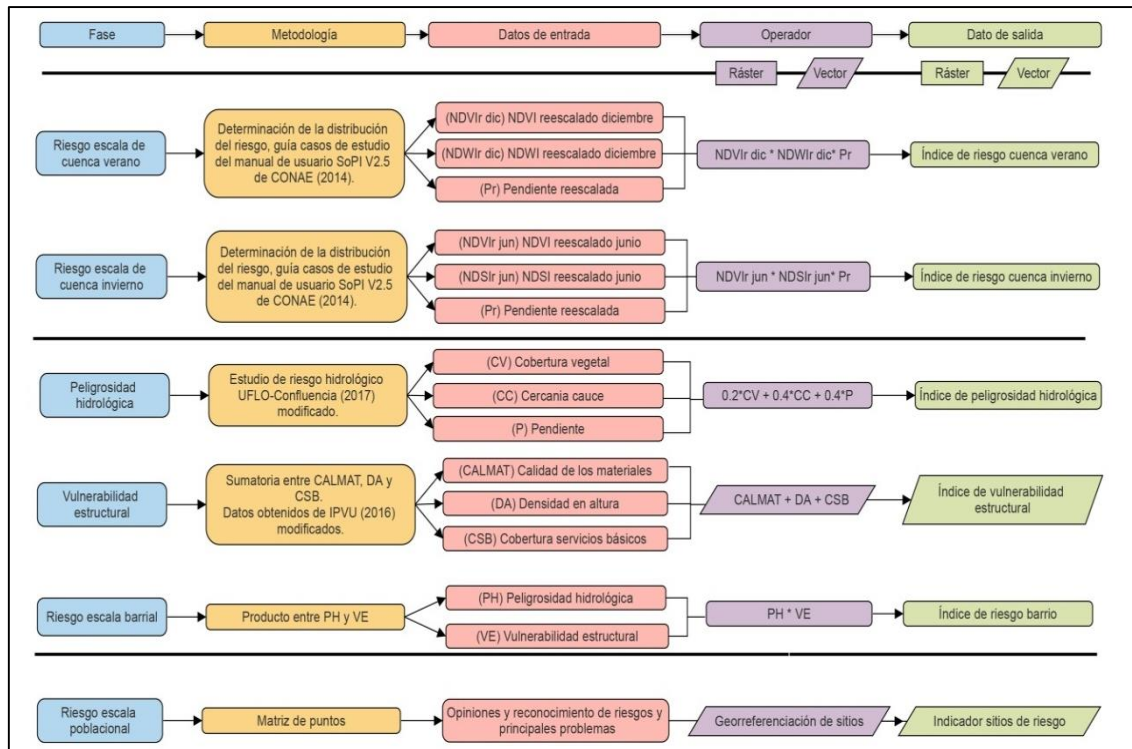 Fase
Metodología
Datos de entrada
Operador
Dato de salida
Ráster
Vector
Ráster
Vector
Riesgo escala de
cuenca verano
Determinación de la distribución
del riesgo, guía casos de estudio
del manual de usuario SoPI V2.5
de CONAE (2014).
(NDVIr dic) NDVI reescalado diciembre
(NDWIr dic) NDWI reescalado diciembre
(Pr) Pendiente reescalada
NDVIr dic * NDWIr dic* Pr
Índice de riesgo cuenca verano
Riesgo escala de
cuenca invierno
Determinación de la distribución
del riesgo, guía casos de estudio
del manual de usuario SoPI V2.5
de CONAE (2014).
(NDVIr jun) NDVI reescalado junio
(NDSIr jun) NDSI reescalado junio
(Pr) Pendiente reescalada
NDVIr jun * NDSIr jun* Pr
Índice de riesgo cuenca invierno
Peligrosidad
hidrológica
Estudio de riesgo hidrológico
UFLO-Confluencia (2017)
modificado.
(CV) Cobertura vegetal
(CC) Cercania cauce
(P) Pendiente
0.2*CV + 0.4*CC + 0.4*P
Índice de peligrosidad hidrológica
Vulnerabilidad
estructural
Sumatoria entre CALMAT, DA y
CSB.
Datos obtenidos de IPVU (2016)
modificados.
(CALMAT) Calidad de los materiales
(DA) Densidad en altura
(CSB) Cobertura servicios básicos
CALMAT + DA + CSB
Índice de vulnerabilidad
estructural
Riesgo escala barrial
Producto entre PH y VE
(PH) Peligrosidad hidrológica
(VE) Vulnerabilidad estructural
PH * VE
Índice de riesgo barrio
Riesgo escala
poblacional
Matriz de puntos
Opiniones y reconocimiento de riesgos y
principales problemas
Georreferenciación de sitios
Indicador sitios de riesgo